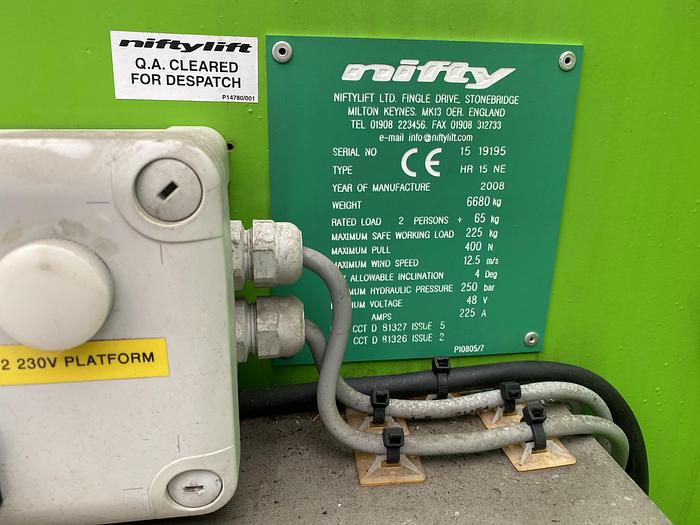 niftylift
Q.A. CLEARED
FOR DESPATCH
P14780/001
nifty
NIFTYLIFT LTD. FINGLE DRIVE, STONEBRIDGE
MILTON KEYNES. MK13 OER. ENGLAND
TEL 01908 223456. FAX 01908 312733
e-mail info@niftylift.com
SERIAL NO CE 15 19195
TYPE HR 15 NE
YEAR OF MANUFACTURE 2008
WEIGHT 6680 kg
RATED LOAD 2 PERSONS + 65 kg
MAXIMUM SAFE WORKING LOAD 225 kg
MAXIMUM PULL 400 N
MAXIMUM WIND SPEED 12.5 m/s
ALLOWABLE INCLINATION 4 Deg
MUM HYDRAULIC PRESSURE 250 bar
UM VOLTAGE 48 V
AMPS 225 A
CCT D 81327 ISSUE 5
CCT D 81326 ISSUE 2
P10805/7
2 230V PLATFORM